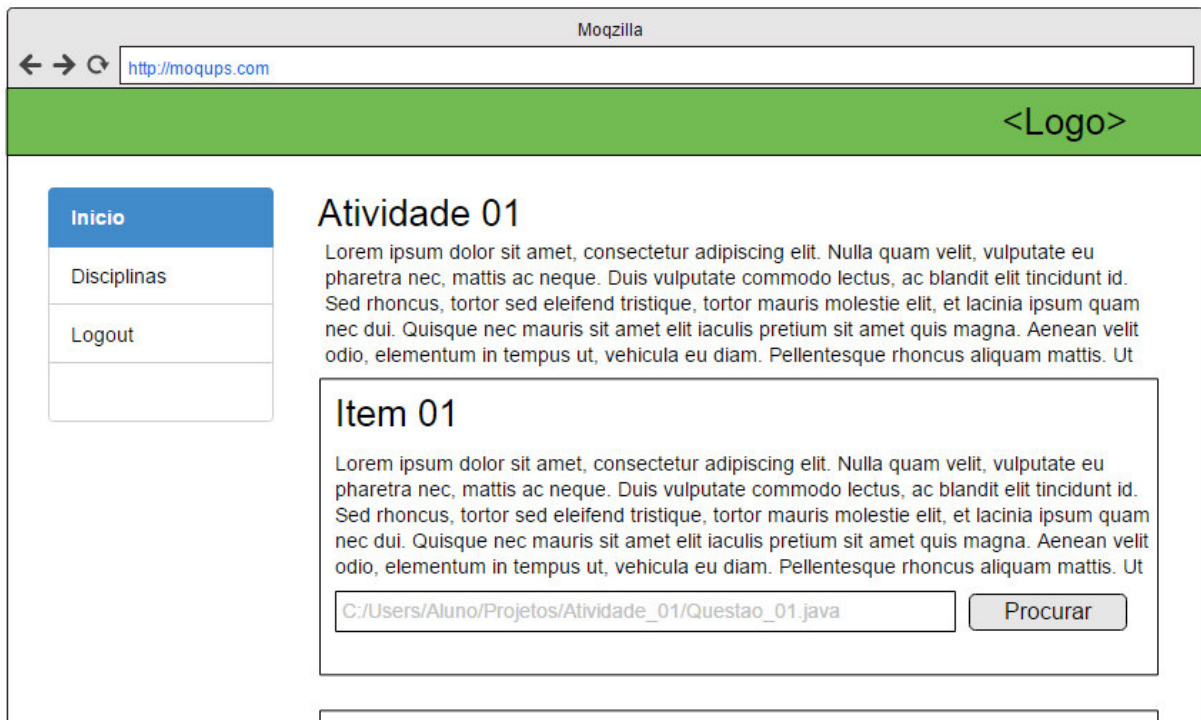 Moqzilla
http://moqups.com
<Logo>
Inicio
Disciplinas
Logout
Atividade 01
Lorem ipsum dolor sit amet, consectetur adipiscing elit. Nulla quam velit, vulputate eu
pharetra nec, mattis ac neque. Duis vulputate commodo lectus, ac blandit elit tincidunt id.
Sed rhoncus, tortor sed eleifend tristique, tortor mauris molestie elit, et lacinia ipsum quam
nec dui. Quisque nec mauris sit amet elit iaculis pretium sit amet quis magna. Aenean velit
odio, elementum in tempus ut, vehicula eu diam. Pellentesque rhoncus aliquam mattis. Ut
Item 01
Lorem ipsum dolor sit amet, consectetur adipiscing elit. Nulla quam velit, vulputate eu
pharetra nec, mattis ac neque. Duis vulputate commodo lectus, ac blandit elit tincidunt id.
Sed rhoncus, tortor sed eleifend tristique, tortor mauris molestie elit, et lacinia ipsum quam
nec dui. Quisque nec mauris sit amet elit iaculis pretium sit amet quis magna. Aenean velit
odio, elementum in tempus ut, vehicula eu diam. Pellentesque rhoncus aliquam mattis. Ut
C:/Users/Aluno/Projetos/Atividade_01/Questao_01.java
Procurar